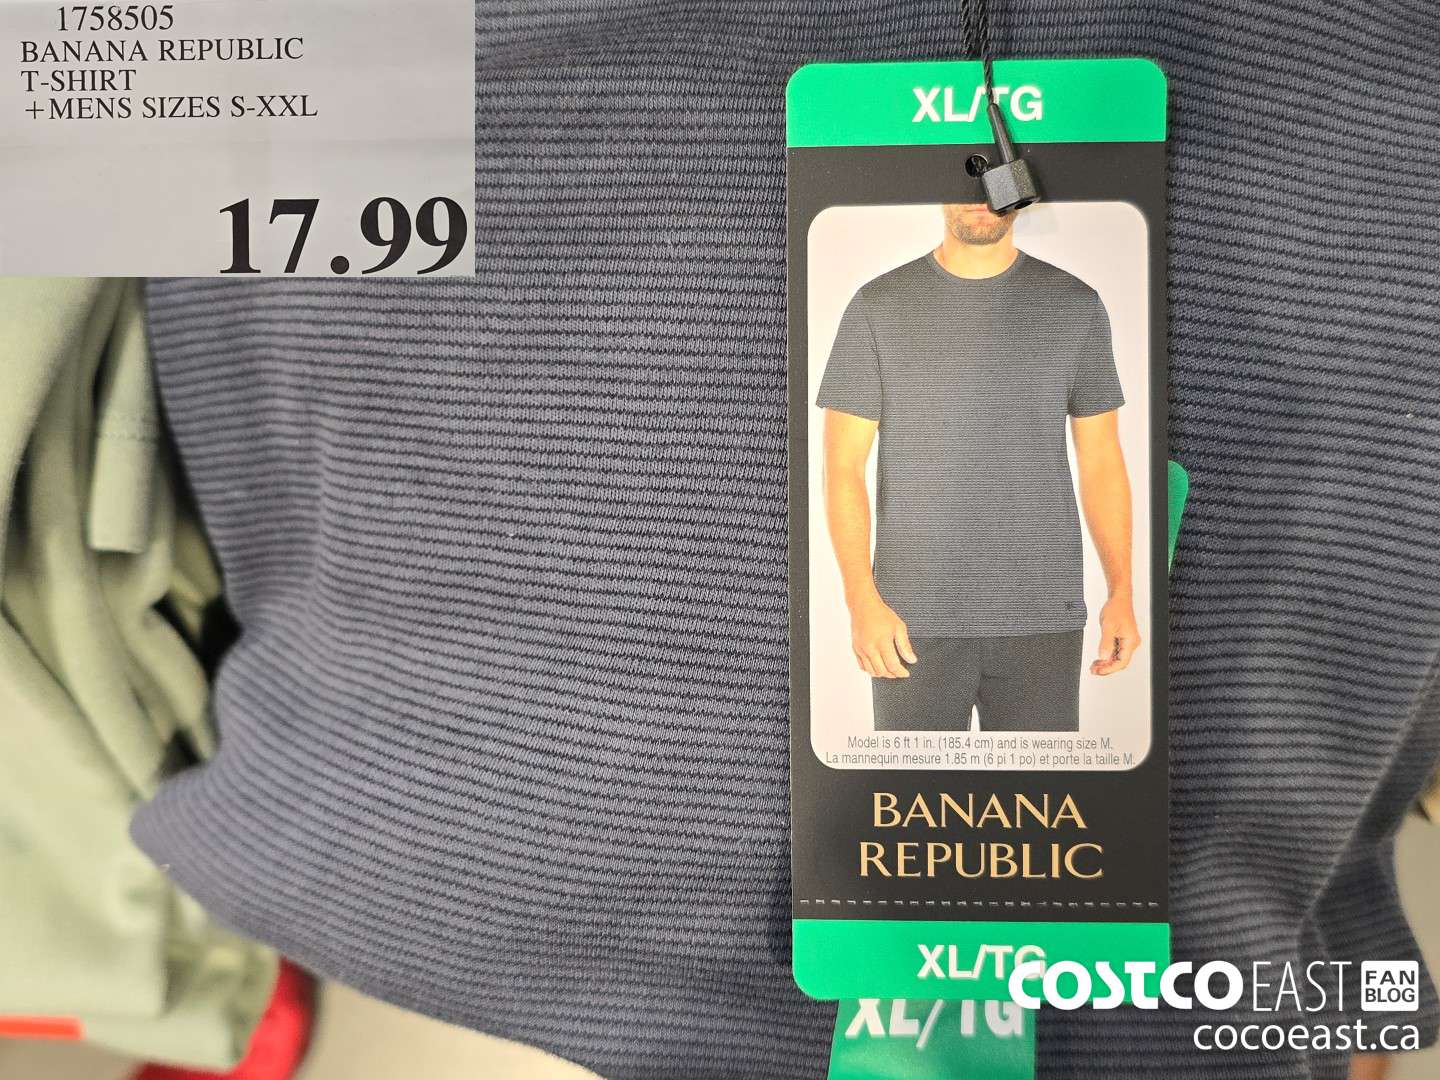 1758505
BANANA REPUBLIC
T-SHIRT
+MENS SIZES S-XXL
17.99
XL/TG
Model is 6 ft 1 in. (185.4 cm) and is wearing size M.
La mannequin mesure 1.85 m (6 pi 1 po) et porte la taille M.
BANANA
REPUBLIC
XL/TG
XL/TG
COSTCO EAST FAN BLOG
cocoeast.ca